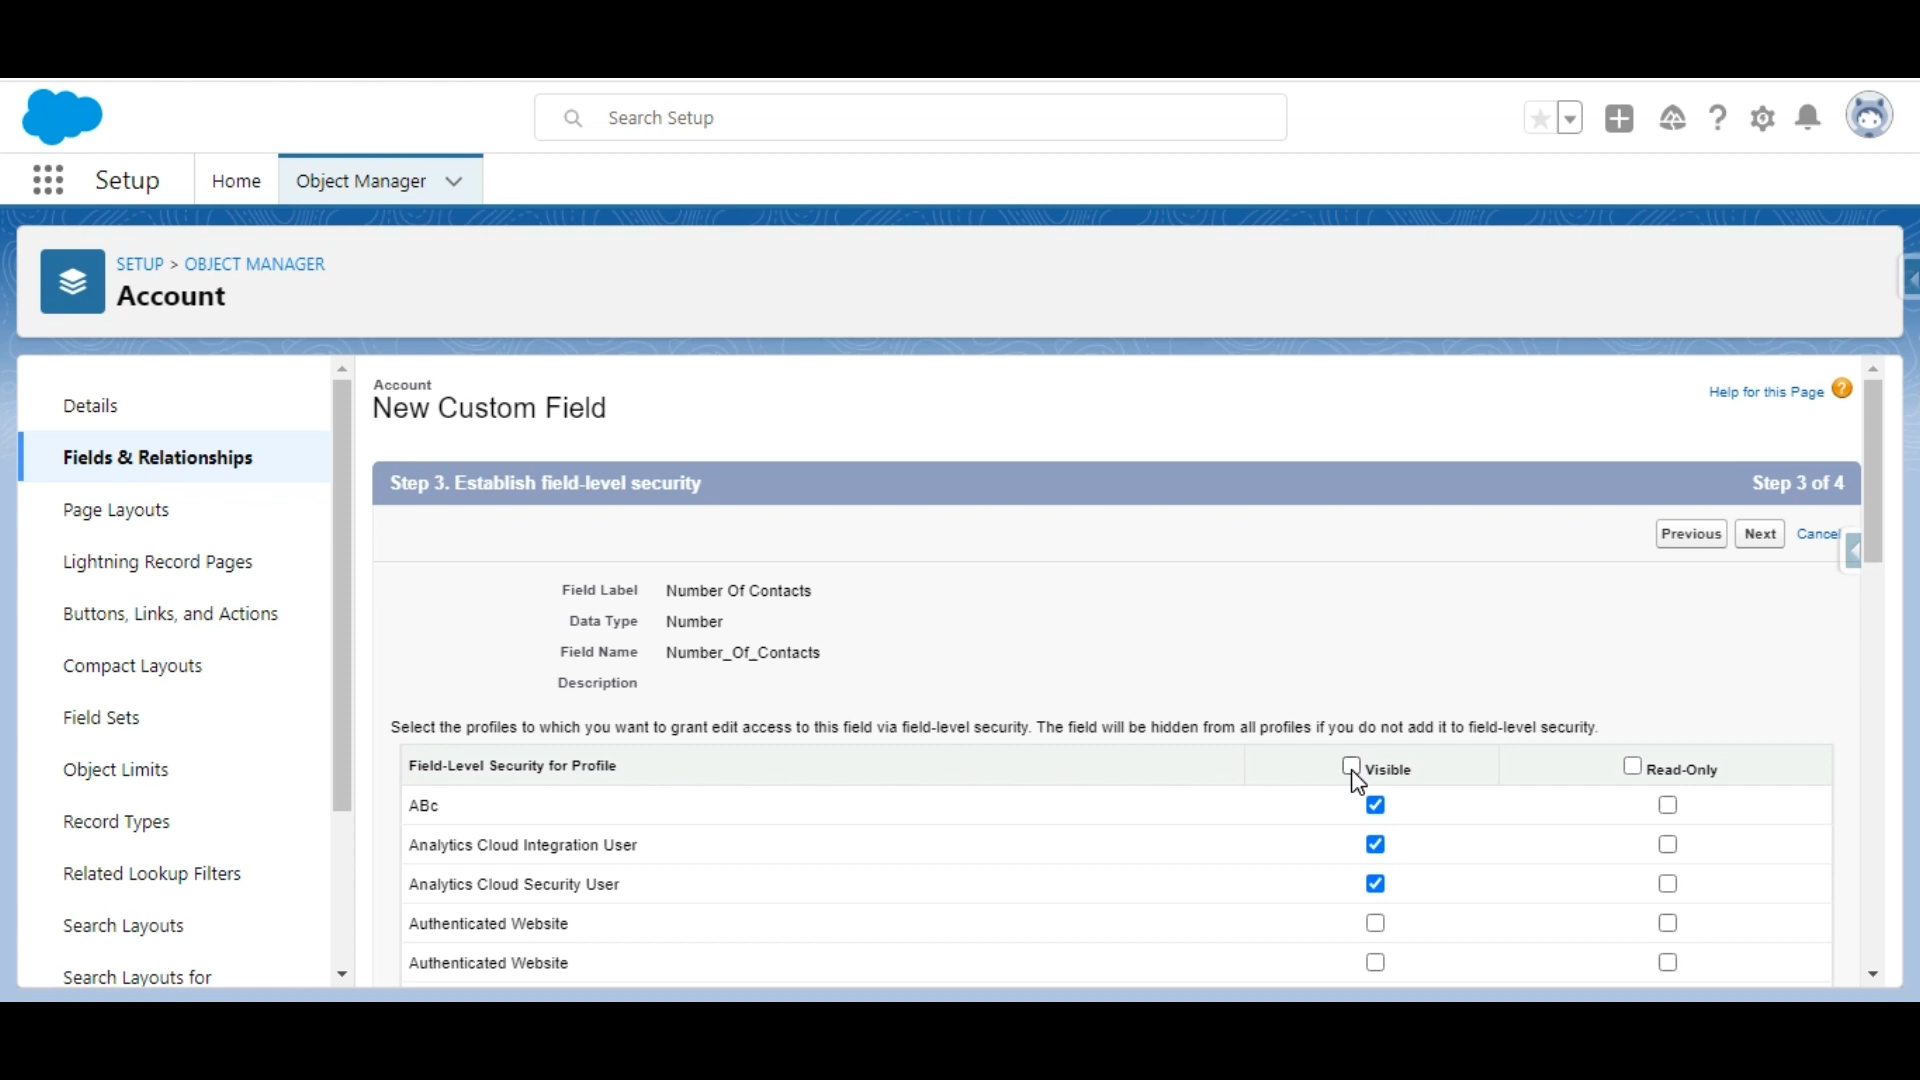 Search Setup
Setup
Home
Object Manager
SETUP > OBJECT MANAGER
Account
Details
Fields & Relationships
Page Layouts
Lightning Record Pages
Buttons, Links, and Actions
Compact Layouts
Field Sets
Object Limits
Record Types
Related Lookup Filters
Search Layouts
Search Layouts for
Account
New Custom Field
Help for this Page ?
Step 3. Establish field-level security
Step 3 of 4
Previous
Next
Cancel
Field Label Number Of Contacts
Data Type Number
Field Name Number_Of_Contacts
Description
Select the profiles to which you want to grant edit access to this field via field-level security. The field will be hidden from all profiles if you do not add it to field-level security.
Field-Level Security for Profile Visible Read-Only
ABc
Analytics Cloud Integration User
Analytics Cloud Security User
Authenticated Website
Authenticated Website